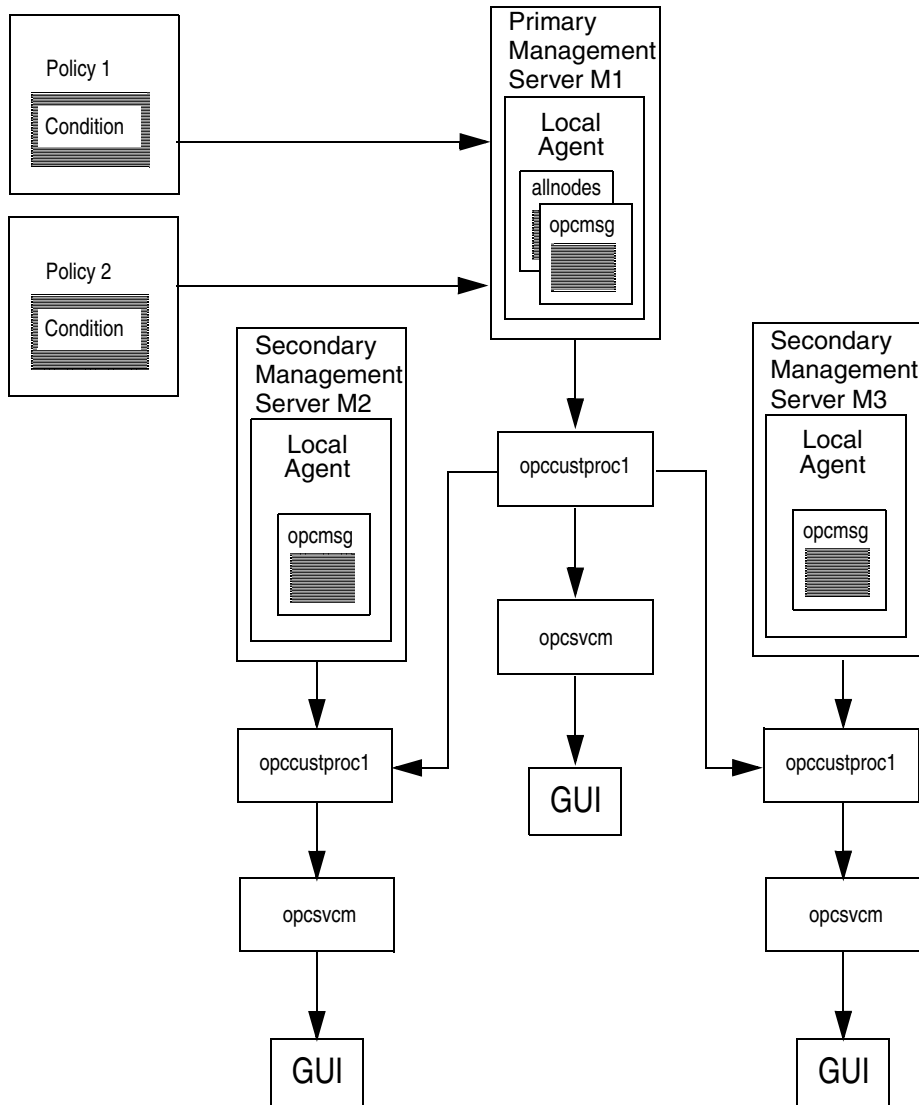 Policy 1
Condition
Policy 2
Condition
Primary
Management
Server M1
Local
Agent
allnodes
opcmsg
Secondary
Management
Server M2
Local
Agent
opcmsg
Secondary
Management
Server M3
Local
Agent
opcmsg
opccustproc1
opcsvcm
GUI
opccustproc1
opcsvcm
GUI
opccustproc1
opcsvcm
GUI